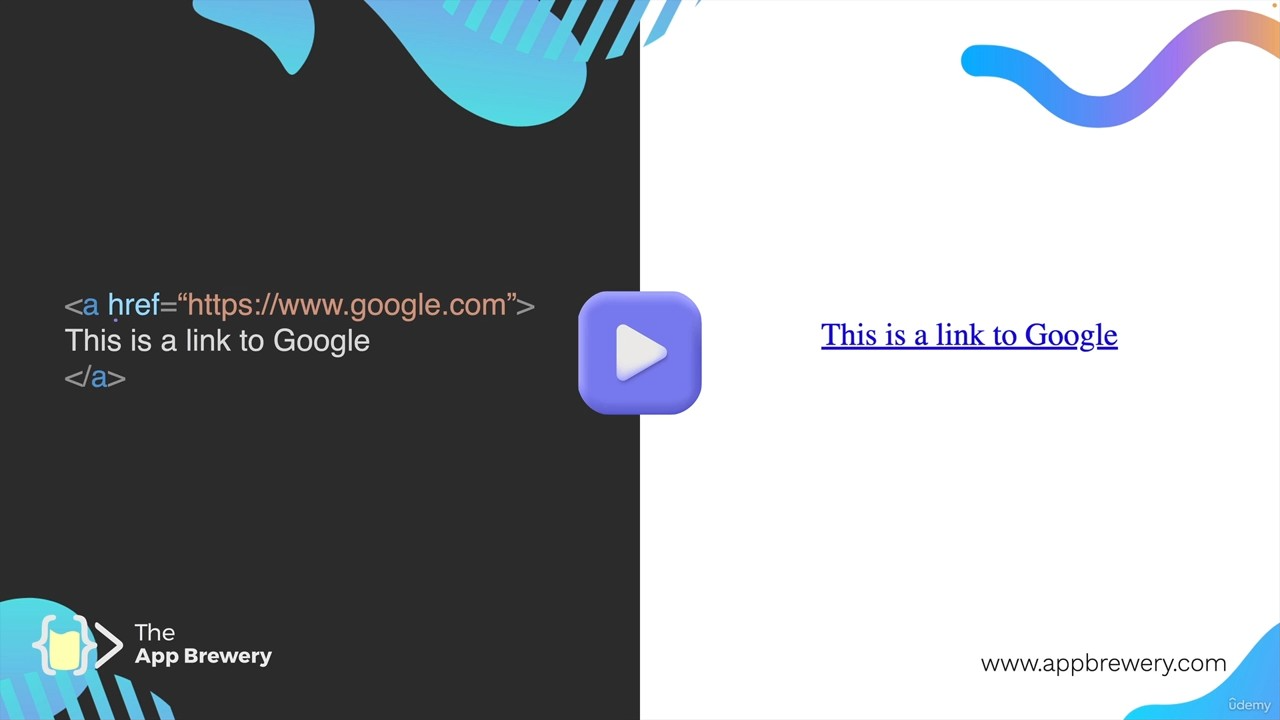 <a href=“https://www.google.com”>
This is a link to Google
</a>
This is a link to Google
The
App Brewery
www.appbrewery.com
ûdemy